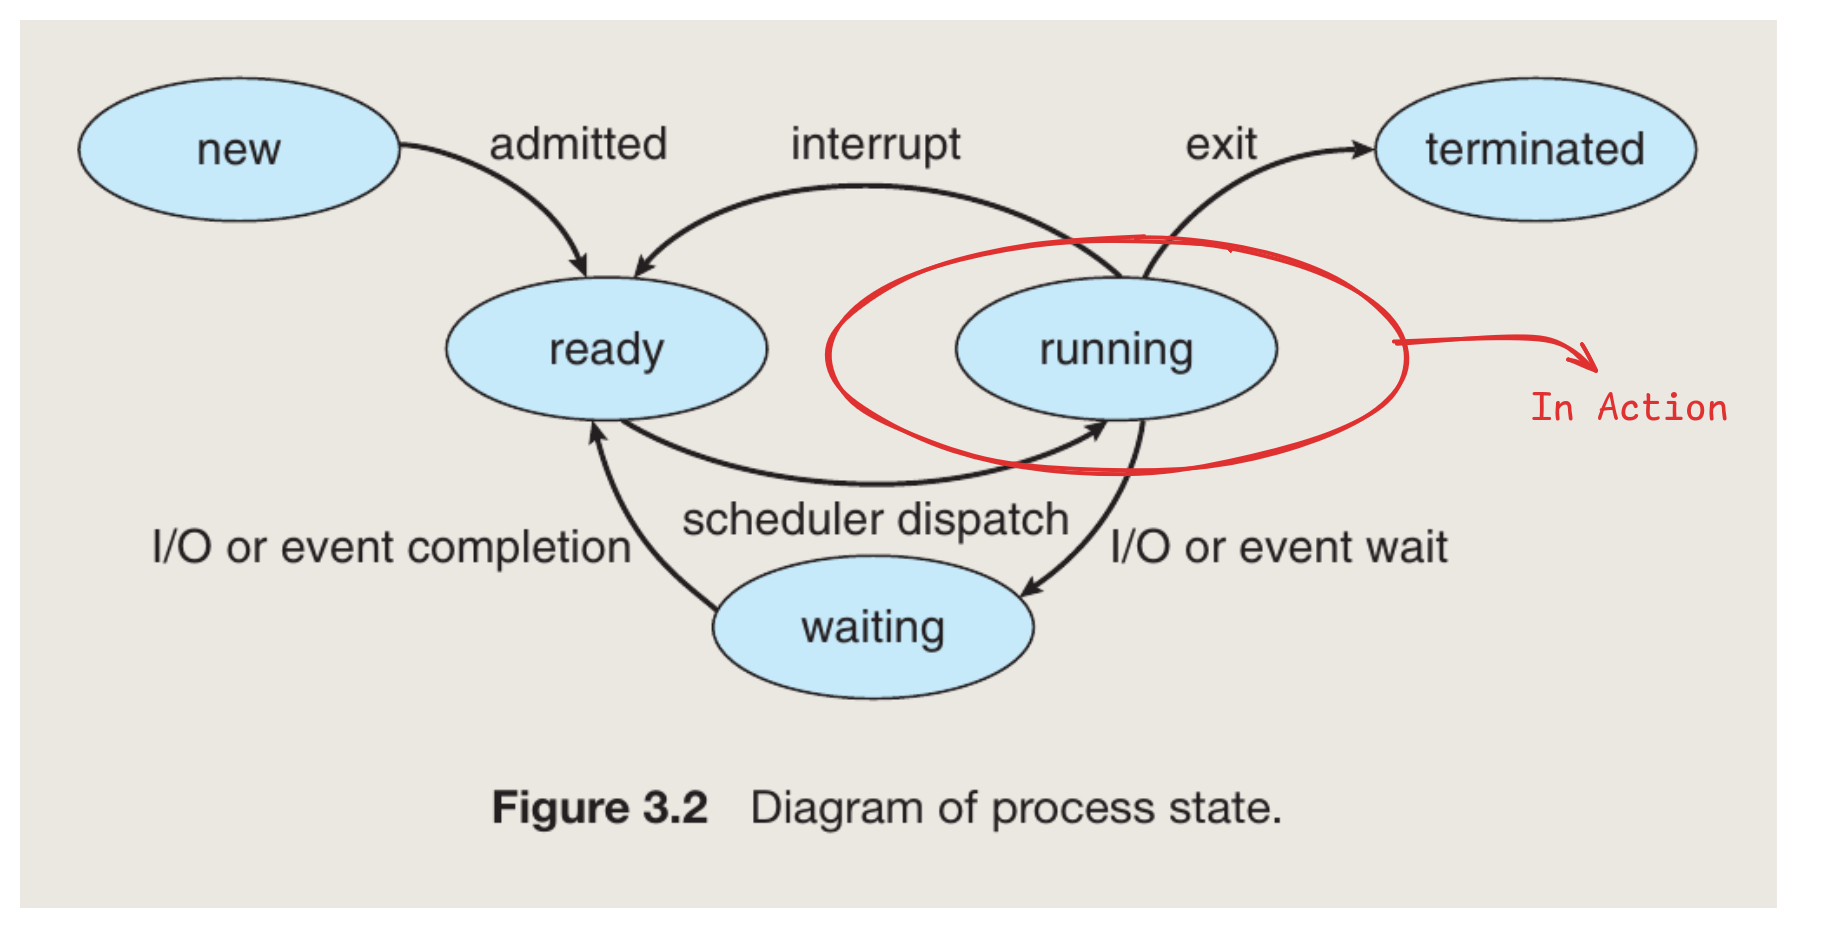 new
admitted
interrupt
exit
terminated
ready
running
In Action
scheduler dispatch
I/O or event completion
I/O or event wait
waiting
Figure 3.2 Diagram of process state.